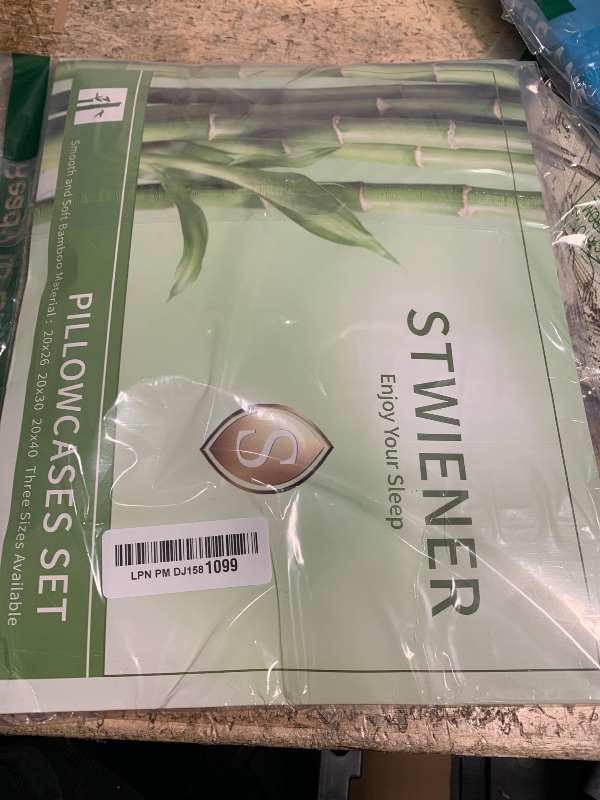 STWIENER
Enjoy Your Sleep
S
LPN PM DJ158 1099
PILLOWCASES SET
Smooth and Soft Bamboo Material : 20x26 20x30 20x40 Three Sizes Available